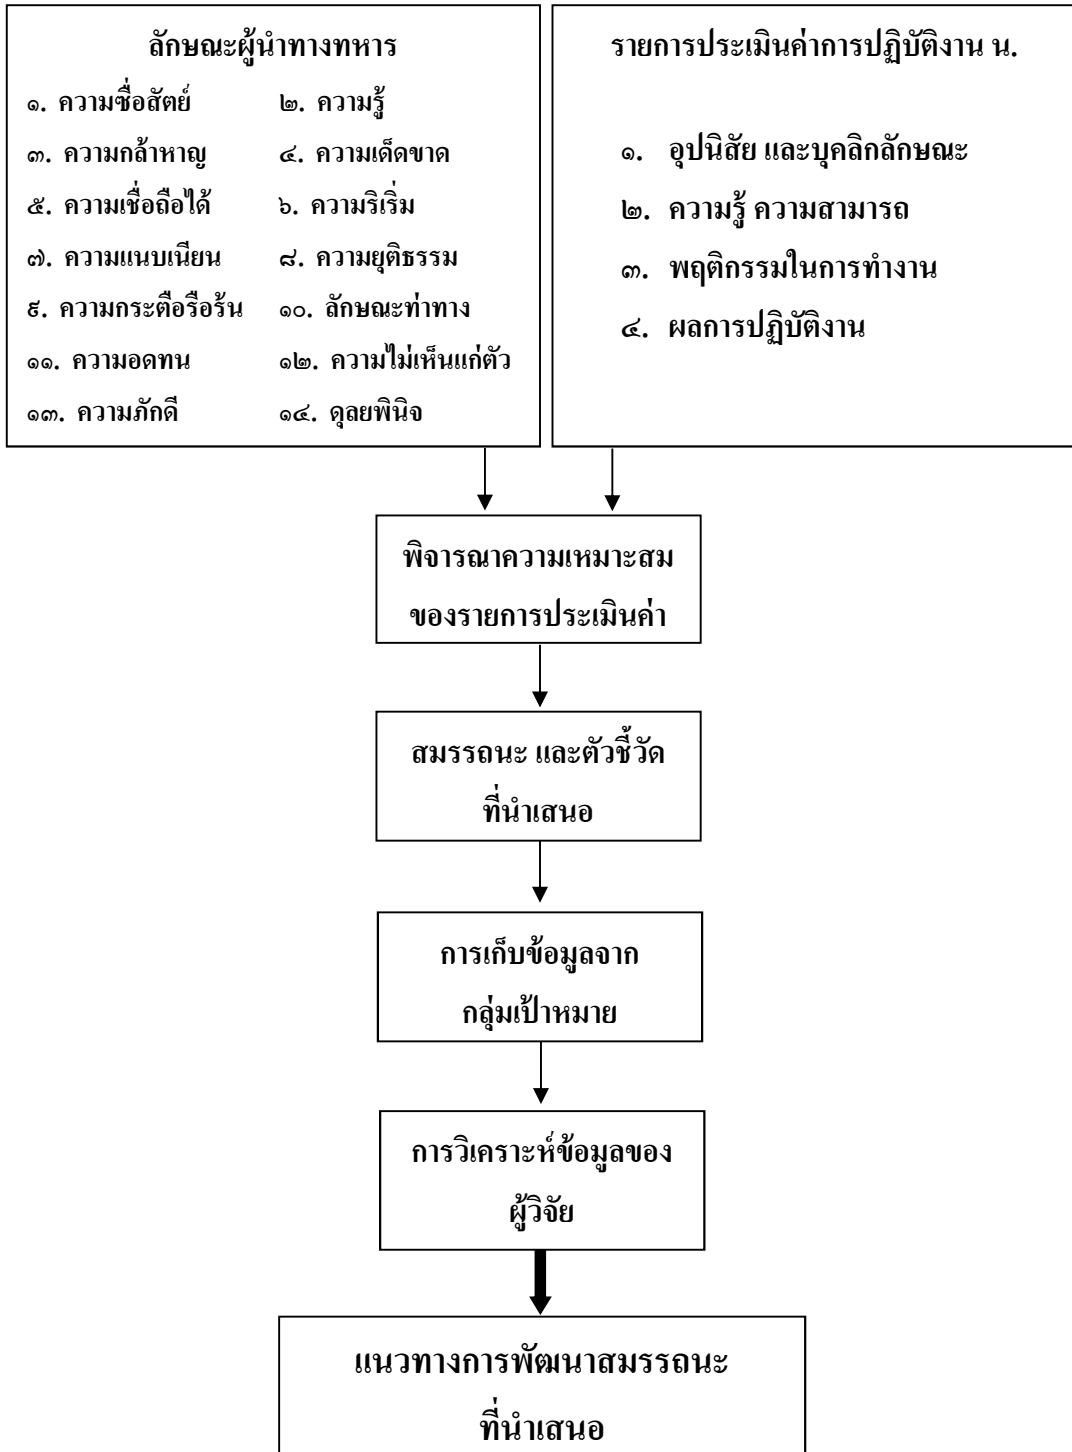 ลักษณะผู้นำทางทหาร
๑. ความซื่อสัตย์ ๒. ความรู้
๓. ความกล้าหาญ ๔. ความเด็ดขาด
๕. ความเชื่อถือได้ ๖. ความริเริ่ม
๗. ความแนบเนียน ๘. ความยุติธรรม
๙. ความกระตือรือร้น ๑๐. ลักษณะท่าทาง
๑๑. ความอดทน ๑๒. ความไม่เห็นแก่ตัว
๑๓. ความภักดี ๑๔. ดุลยพินิจ
รายการประเมินค่าการปฏิบัติงาน น.
๑. อุปนิสัย และบุคลิกลักษณะ
๒. ความรู้ ความสามารถ
๓. พฤติกรรมในการทำงาน
๔. ผลการปฏิบัติงาน
พิจารณาความเหมาะสม
ของรายการประเมินค่า
สมรรถนะ และตัวชี้วัด
ที่นำเสนอ
การเก็บข้อมูลจาก
กลุ่มเป้าหมาย
การวิเคราะห์ข้อมูลของ
ผู้วิจัย
แนวทางการพัฒนาสมรรถนะ
ที่นำเสนอ